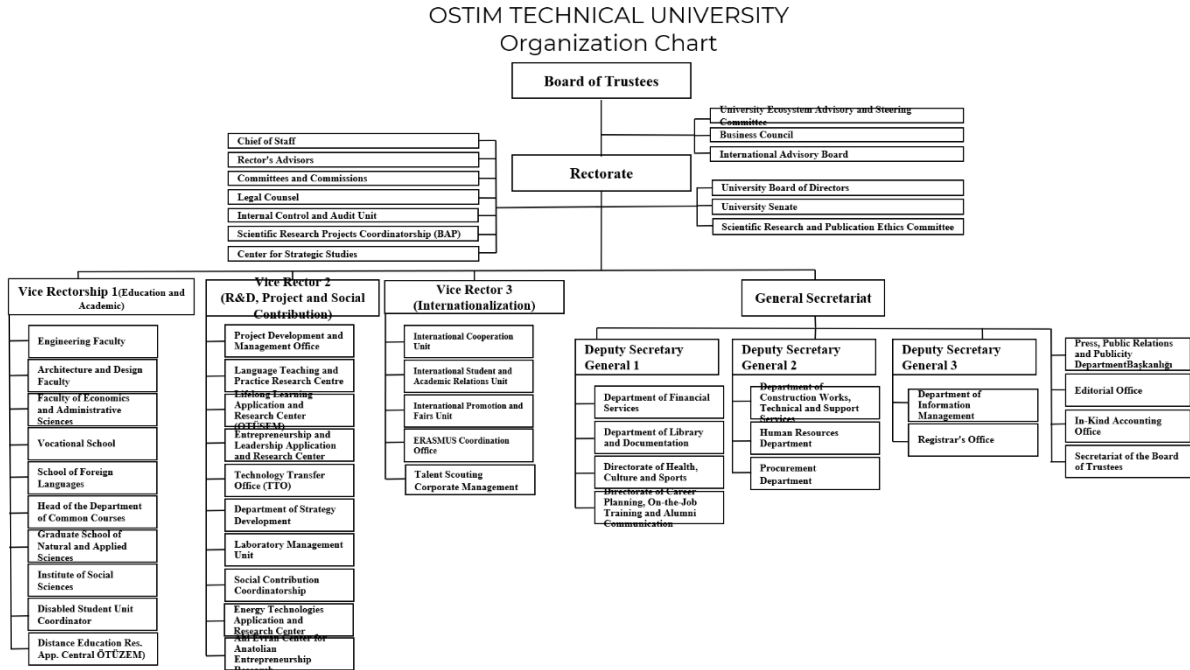 OSTIM TECHNICAL UNIVERSITY
Organization Chart
Board of Trustees
University Ecosystem Advisory and Steering
Committee
Business Council
International Advisory Board
Chief of Staff
Rector's Advisors
Committees and Commissions
Legal Counsel
Internal Control and Audit Unit
Scientific Research Projects Coordinatorship (BAP)
Center for Strategic Studies
Rectorate
University Board of Directors
University Senate
Scientific Research and Publication Ethics Committee
Vice Rectorship 1(Education and
Academic)
Engineering Faculty
Architecture and Design
Faculty
Faculty of Economics
and Administrative
Sciences
Vocational School
School of Foreign
Languages
Head of the Department
of Common Courses
Graduate School of
Natural and Applied
Sciences
Institute of Social
Sciences
Disabled Student Unit
Coordinator
Distance Education Res.
App. Central ÖTÜZEM)
Vice Rector 2
(R&D, Project and Social
Contribution)
Project Development and
Management Office
Language Teaching and
Practice Research Centre
Lifelong Learning
Application and
Research Center
(OTÜSEM)
Entrepreneurship and
Leadership Application
and Research Center
Technology Transfer
Office (TTO)
Department of Strategy
Development
Laboratory Management
Unit
Social Contribution
Coordinatorship
Energy Technologies
Application and
Research Center
Ahi Evran Center for
Anatolian
Entrepreneurship
Research
Vice Rector 3
(Internationalization)
International Cooperation
Unit
International Student and
Academic Relations Unit
International Promotion and
Fairs Unit
ERASMUS Coordination
Office
Talent Scouting
Corporate Management
General Secretariat
Deputy Secretary
General 1
Department of Financial
Services
Department of Library
and Documentation
Directorate of Health,
Culture and Sports
Directorate of Career
Planning, On-the-Job
Training and Alumni
Communication
Deputy Secretary
General 2
Department of
Construction Works,
Technical and Support
Services
Human Resources
Department
Procurement
Department
Deputy Secretary
General 3
Department of
Information
Management
Registrar's Office
Press, Public Relations
and Publicity
DepartmentBaşkanlığı
Editorial Office
In-Kind Accounting
Office
Secretariat of the Board
of Trustees